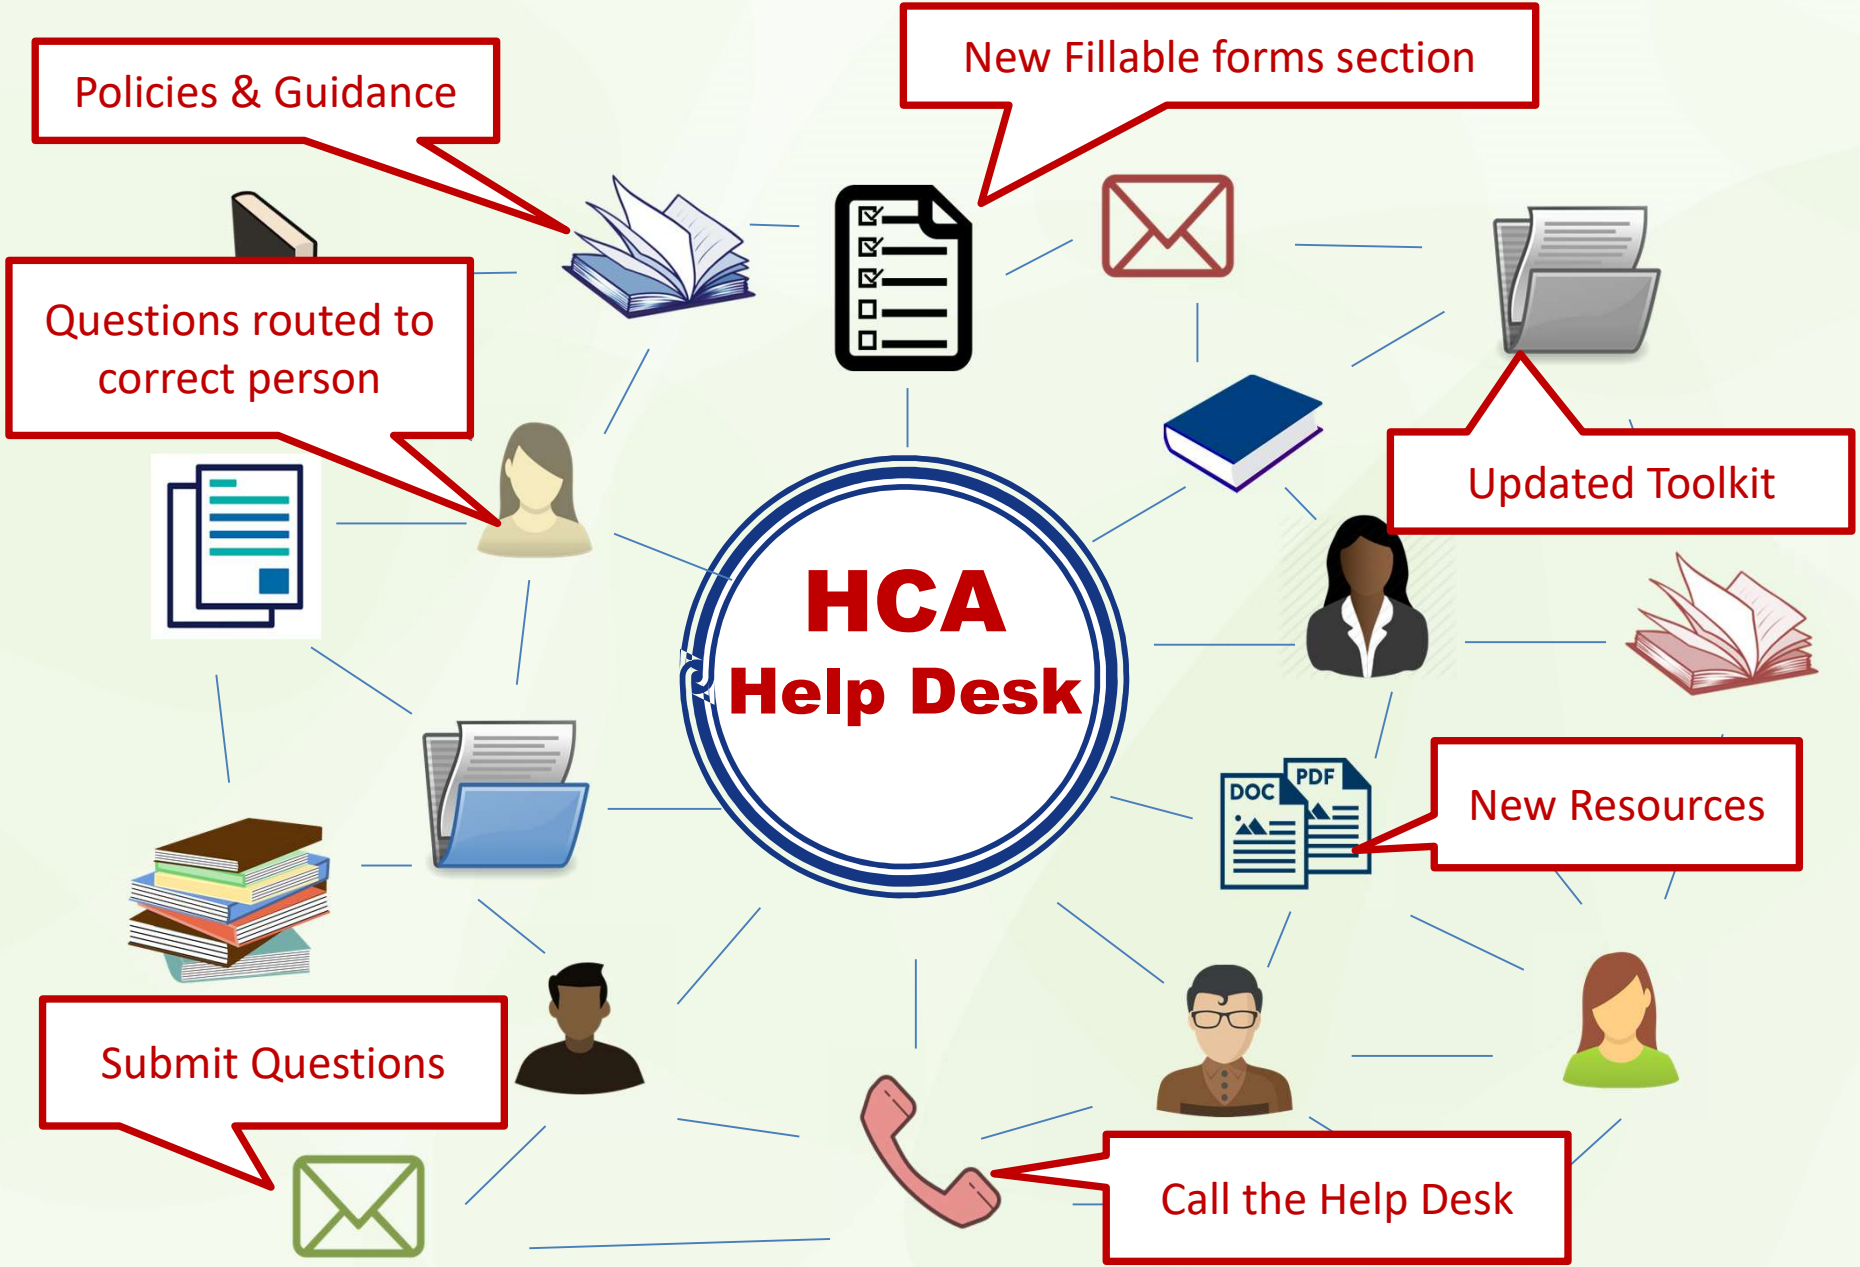 New Fillable forms section
Policies & Guidance
Questions routed to
correct person
Updated Toolkit
HCA
Help Desk
PDF
DOC
New Resources
Submit Questions
Call the Help Desk